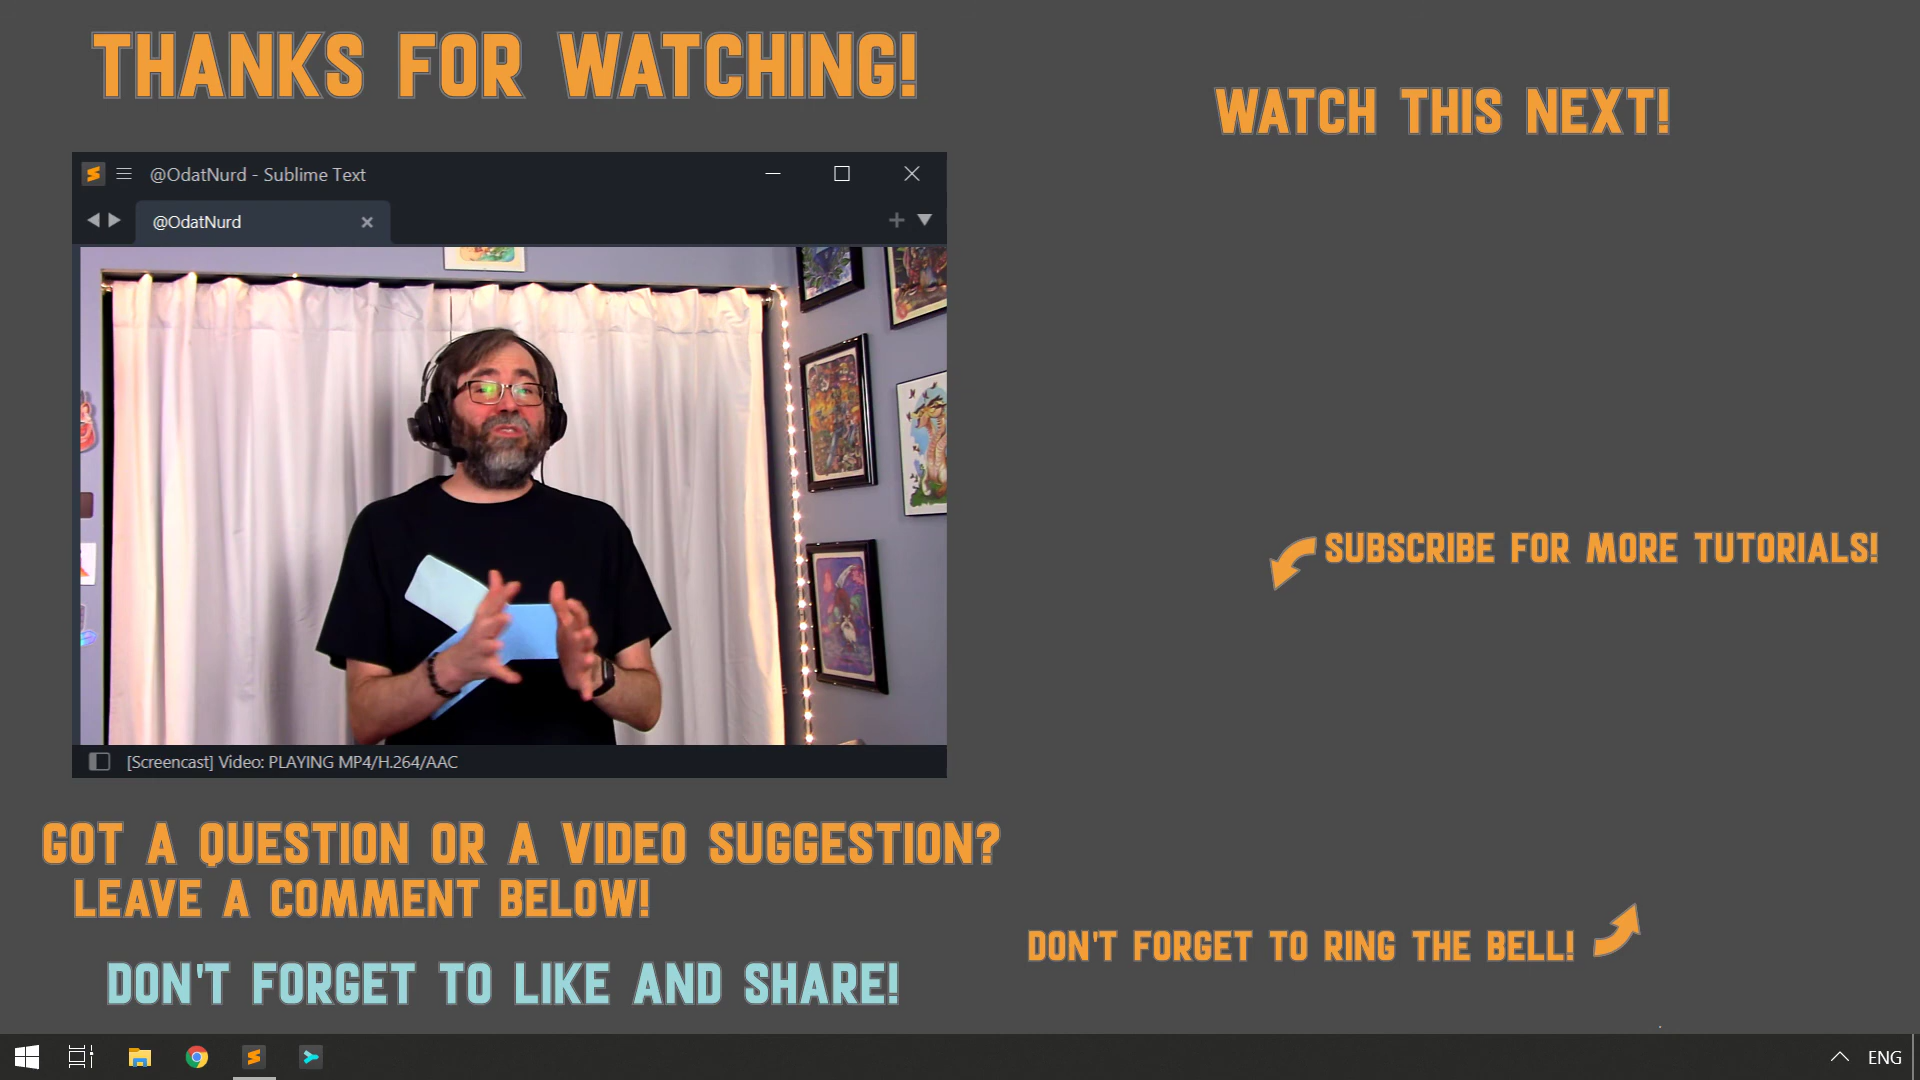 THANKS FOR WATCHING!
WATCH THIS NEXT!
@OdatNurd - Sublime Text
@OdatNurd
SUBSCRIBE FOR MORE TUTORIALS!
[Screencast] Video: PLAYING MP4/H.264/AAC
GOT A QUESTION OR A VIDEO SUGGESTION?
LEAVE A COMMENT BELOW!
DON'T FORGET TO RING THE BELL!
DON'T FORGET TO LIKE AND SHARE!
ENG